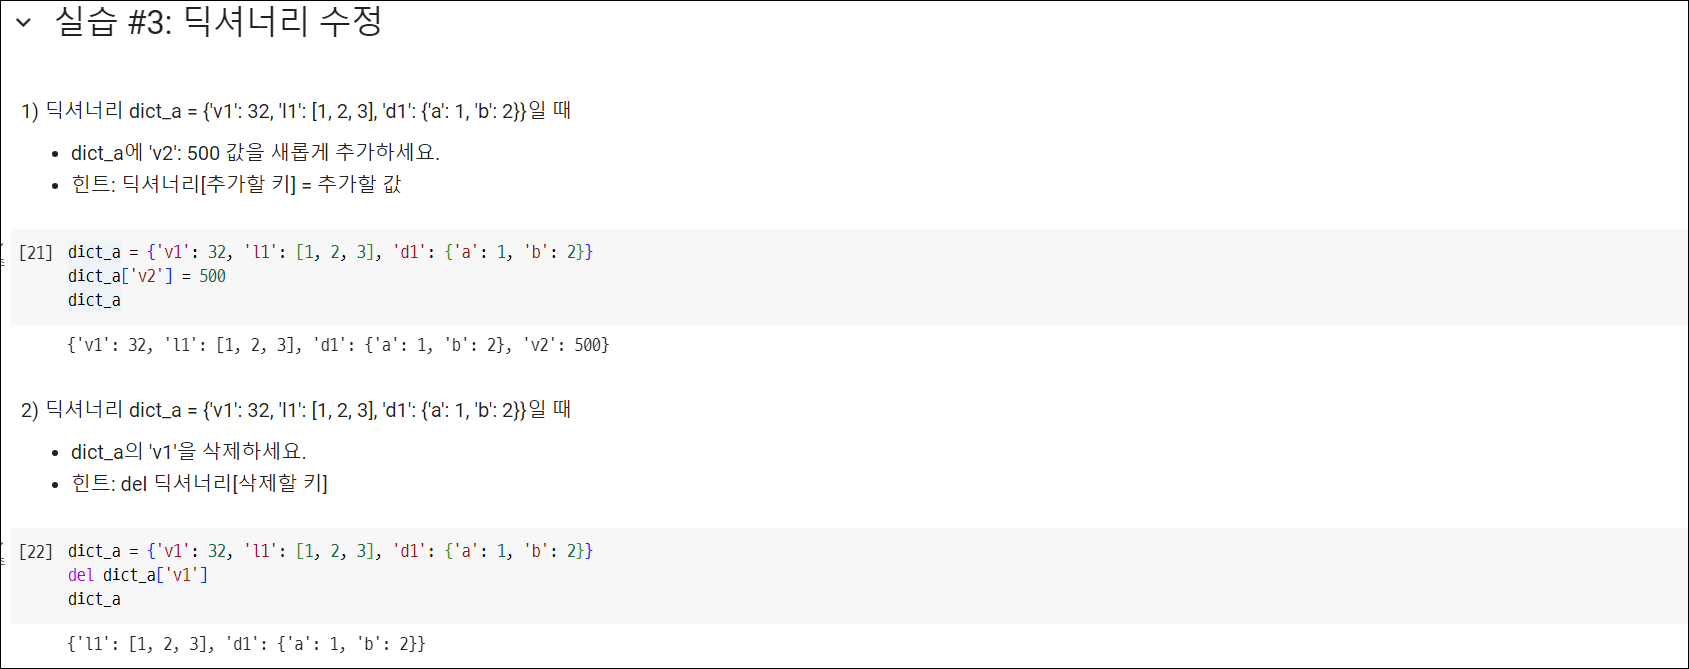 실습 #3: 딕셔너리 수정
1) 딕셔너리 dict_a = {'v1': 32, 'l1': [1, 2, 3], 'd1': {'a': 1, 'b': 2}}일 때
• dict_a에 'v2': 500 값을 새롭게 추가하세요.
• 힌트: 딕셔너리[추가할 키] = 추가할 값
[21] dict_a = {'v1': 32, 'l1': [1, 2, 3], 'd1': {'a': 1, 'b': 2}}
dict_a['v2'] = 500
dict_a
{'v1': 32, 'l1': [1, 2, 3], 'd1': {'a': 1, 'b': 2}, 'v2': 500}
2) 딕셔너리 dict_a = {'v1': 32, 'l1': [1, 2, 3], 'd1': {'a': 1, 'b': 2}}일 때
• dict_a의 'v1'을 삭제하세요.
• 힌트: del 딕셔너리[삭제할 키]
[22] dict_a = {'v1': 32, 'l1': [1, 2, 3], 'd1': {'a': 1, 'b': 2}}
del dict_a['v1']
dict_a
{'l1': [1, 2, 3], 'd1': {'a': 1, 'b': 2}}